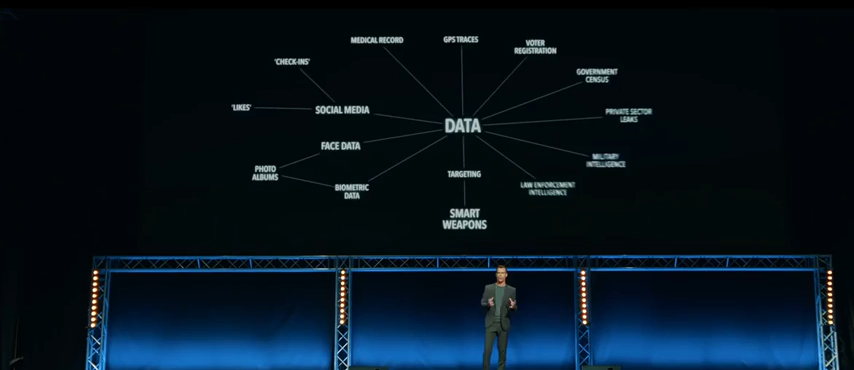 MEDICAL RECORD
GPS TRACES
VOTER
REGISTRATION
'CHECK-INS'
GOVERNMENT
CENSUS
'LIKES'
SOCIAL MEDIA
PRIVATE SECTOR
LEAKS
DATA
FACE DATA
MILITARY
INTELLIGENCE
PHOTO
ALBUMS
TARGETING
BIOMETRIC
DATA
LAW ENFORCEMENT
INTELLIGENCE
SMART
WEAPONS